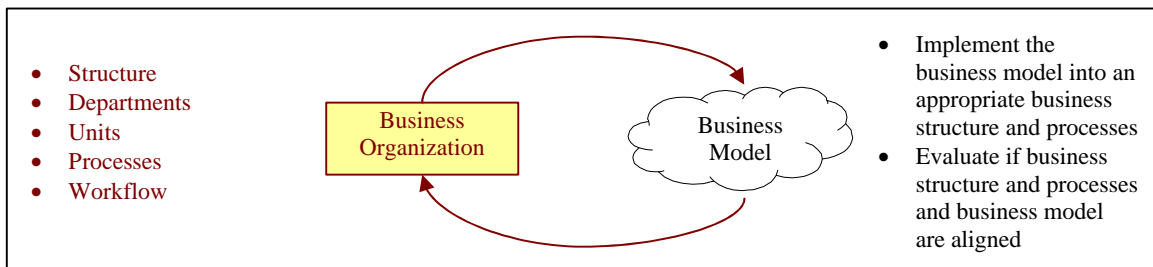 • Structure
• Departments
• Units
• Processes
• Workflow
Business
Organization
Business
Model
• Implement the
business model into an
appropriate business
structure and processes
• Evaluate if business
structure and processes
and business model
are aligned